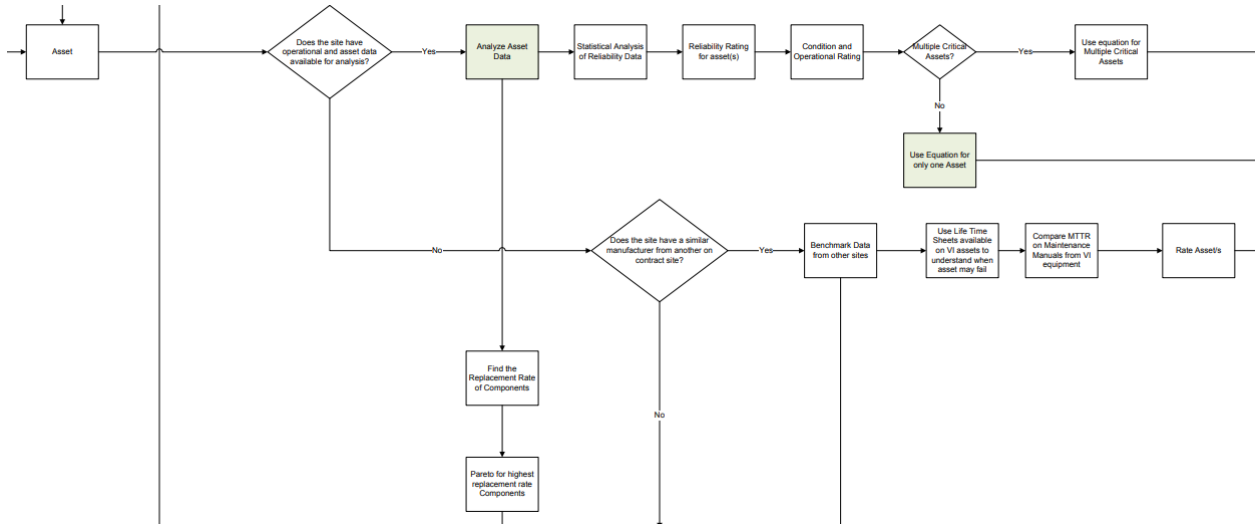 Asset
Does the site have
operational and asset data
available for analysis?
Yes
Analyze Asset
Data
Statistical Analysis
of Reliability Data
Reliability Rating
for asset(s)
Condition and
Operational Rating
Multiple Critical
Assets?
Yes
Use equation for
Multiple Critical
Assets
No
Use Equation for
only one Asset
No
Does the site have a similar
manufacturer from another on
contract site?
Yes
Benchmark Data
from other sites
Use Life Time
Sheets available
on VI assets to
understand when
asset may fail
Compare MTTR
on Maintenance
Manuals from VI
equipment
Rate Asset/s
Find the
Replacement Rate
of Components
No
Pareto for highest
replacement rate
Components